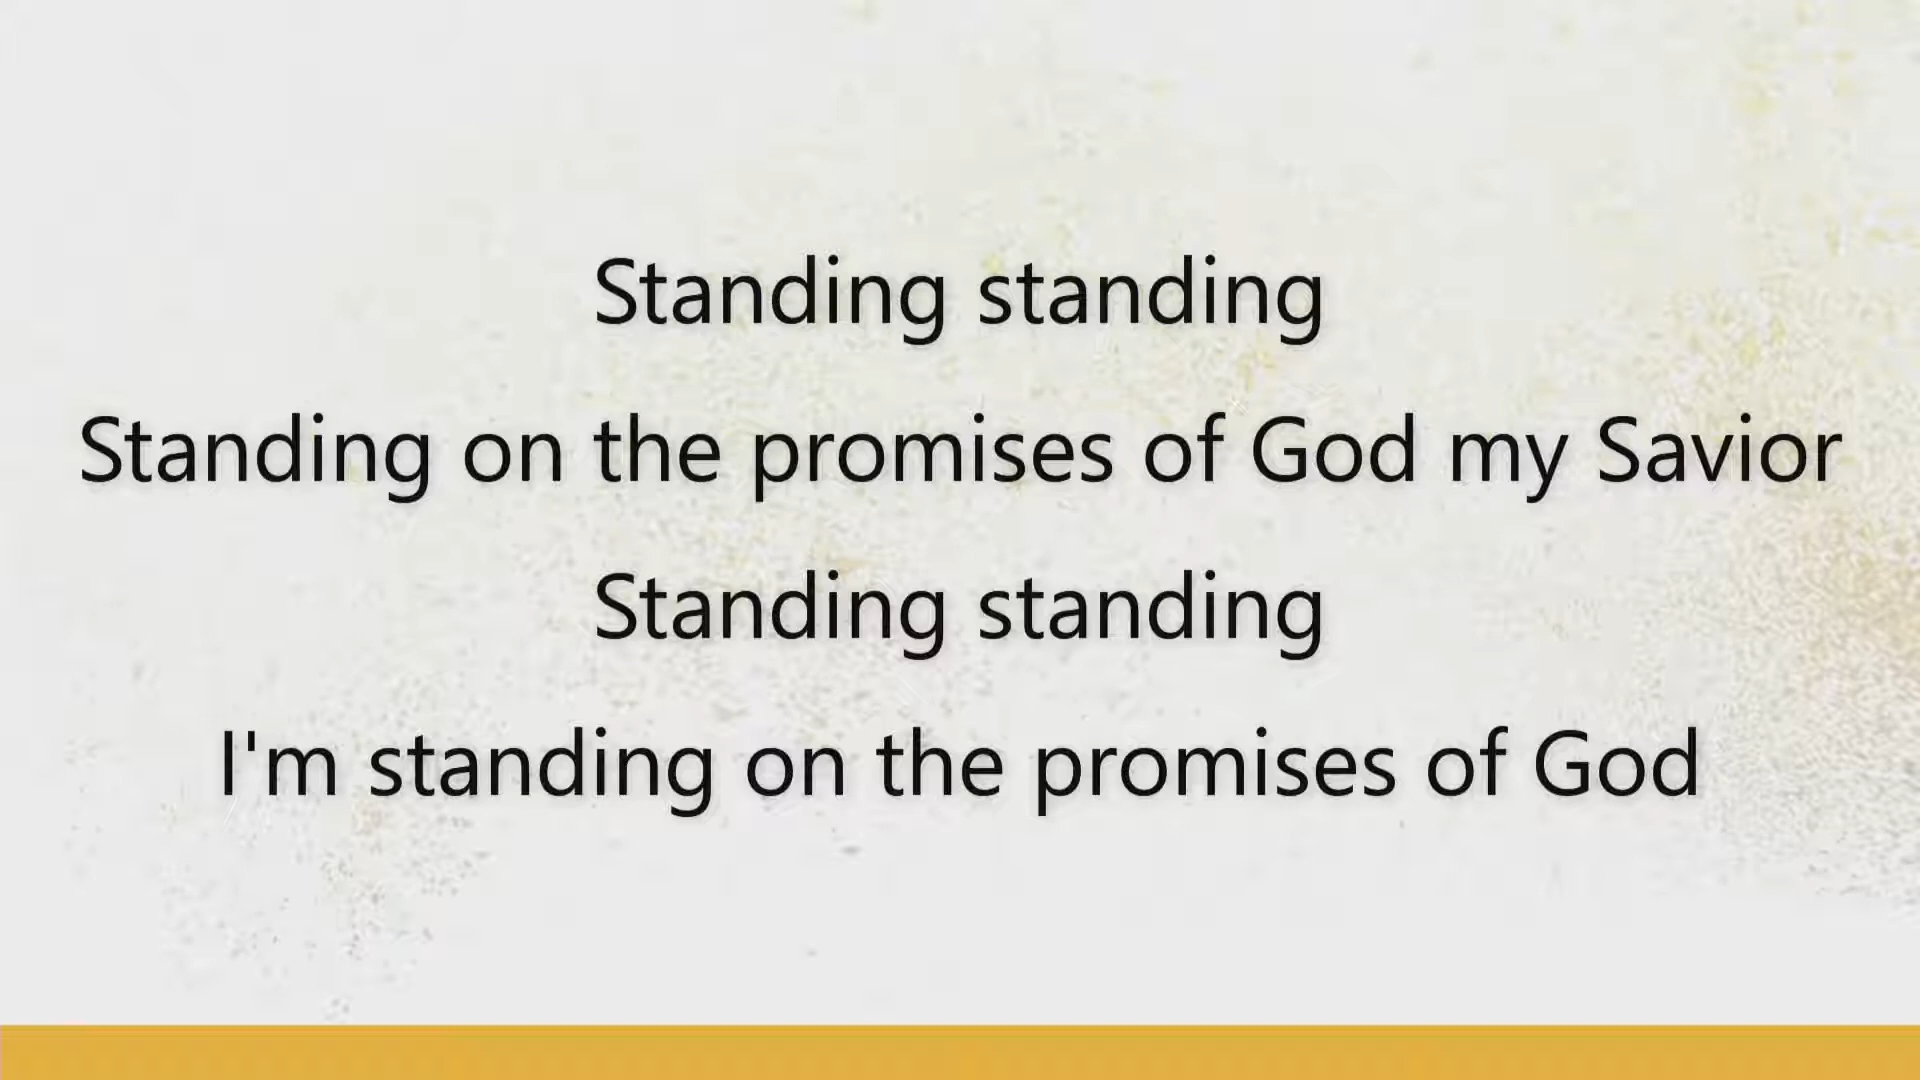 Standing standing
Standing on the promises of God my Savior
Standing standing
I'm standing on the promises of God